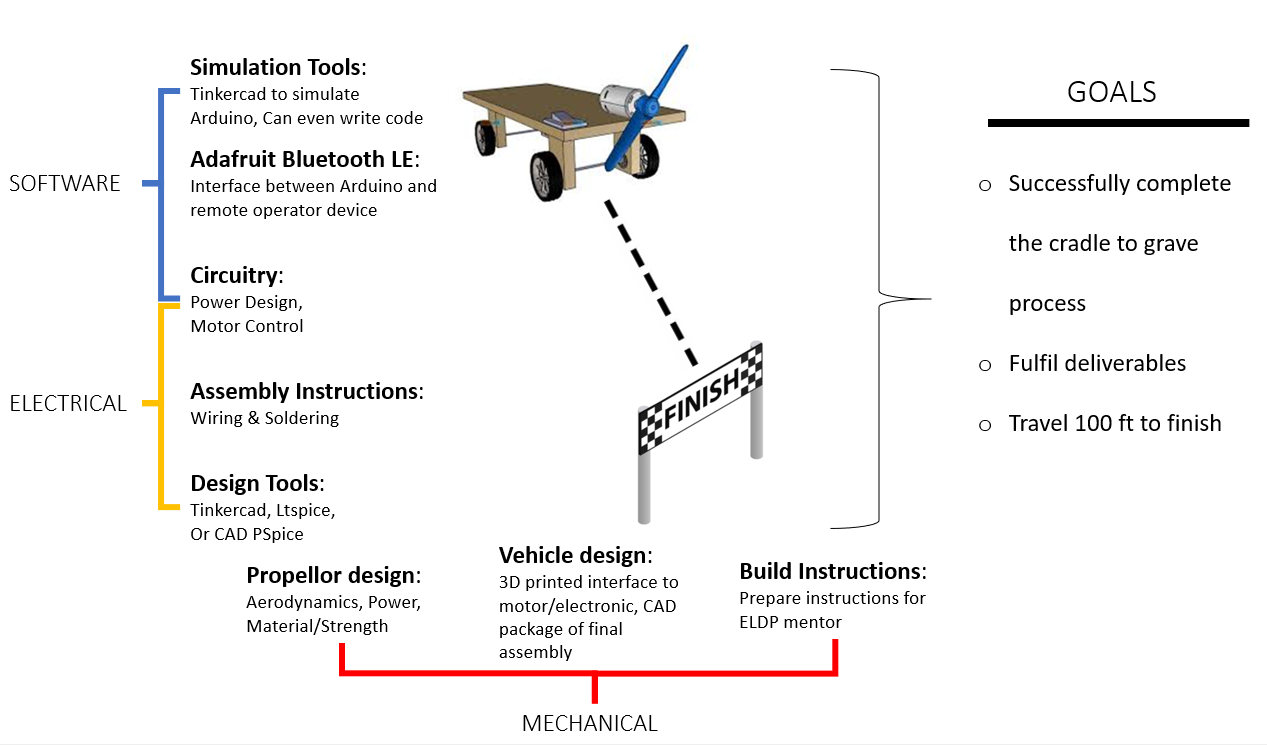 SOFTWARE
Simulation Tools:
Tinkercad to simulate
Arduino, Can even write code
Adafruit Bluetooth LE:
Interface between Arduino and
remote operator device
ELECTRICAL
Circuitry:
Power Design,
Motor Control
Assembly Instructions:
Wiring & Soldering
Design Tools:
Tinkercad, Ltspice,
Or CAD PSpice
FINISH
MECHANICAL
Propellor design:
Aerodynamics, Power,
Material/Strength
Vehicle design:
3D printed interface to
motor/electronic, CAD
package of final
assembly
Build Instructions:
Prepare instructions for
ELDP mentor
GOALS
o Successfully complete
the cradle to grave
process
o Fulfil deliverables
o Travel 100 ft to finish